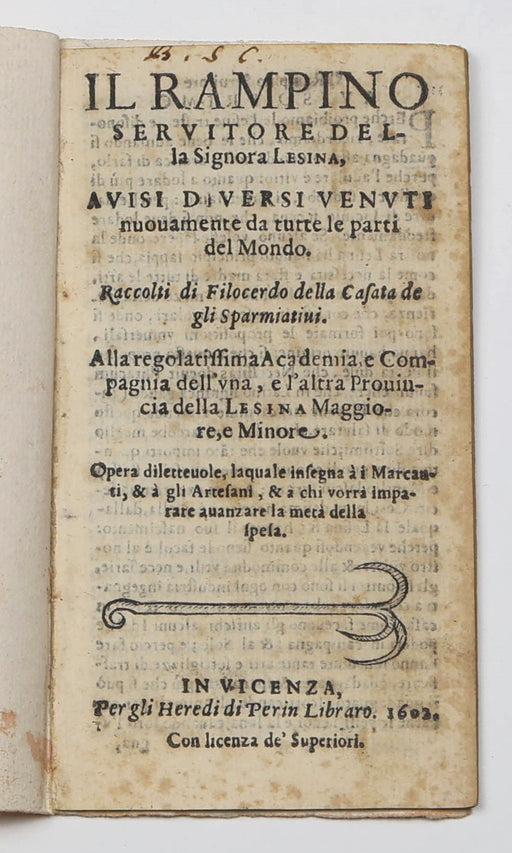 IL RAMPINO
SERVITORE DEL-
la Signora LESINA,
AVISI DIVERSI VENVTI
nuouamente da tutte le parti
del Mondo.
Raccolti di Filocerdo della Casata de
gli Sparmiatiui.
Alla regolatissima Academia e Com-
pagnia dell'vna, e l'altra Prouin-
cia della LESINA Maggio-
re, e Minore.
Opera diletteuole, laquale insegna à i Marcan-
ti, & à gli Artesani, & à chi vorrà impa-
rare auanzare la metà della
spesa.
IN VICENZA,
Per gli Heredi di Perin Libraro. 1602.
Con licenza de' Superiori.